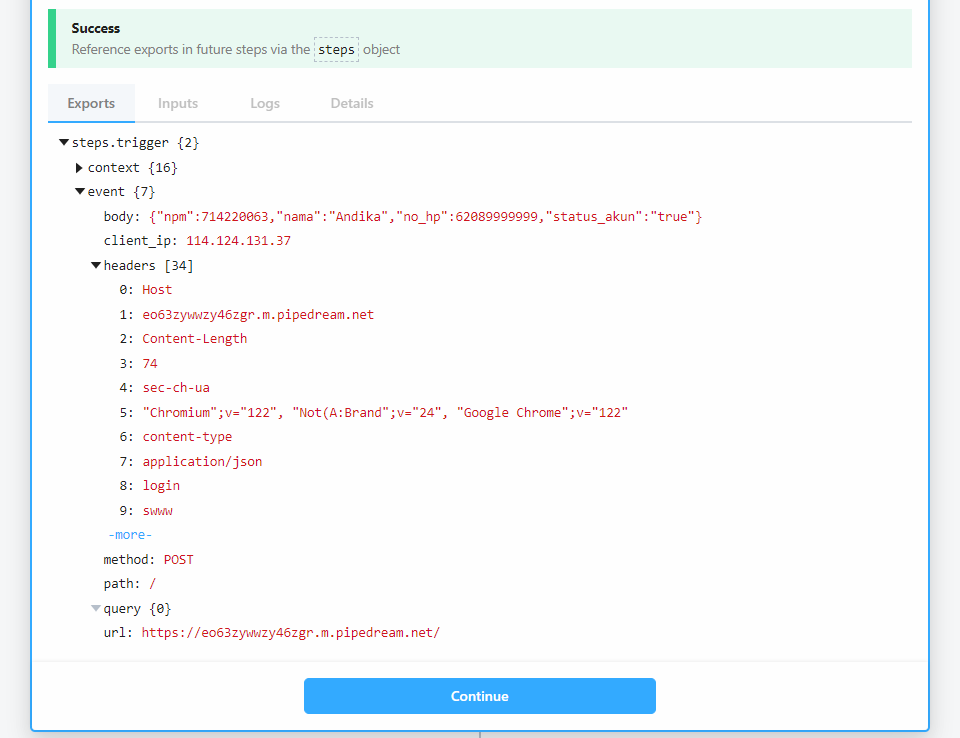 Success
Reference exports in future steps via the steps object
Exports Inputs Logs Details
steps.trigger {2}
context {16}
event {7}
body: {"npm":714220063,"nama":"Andika","no_hp":62089999999,"status_akun":"true"}
client_ip: 114.124.131.37
headers [34]
0: Host
1: eo63zywwzy46zgr.m.pipedream.net
2: Content-Length
3: 74
4: sec-ch-ua
5: "Chromium";v="122", "Not(A:Brand";v="24", "Google Chrome";v="122"
6: content-type
7: application/json
8: login
9: swww
-more-
method: POST
path: /
query {0}
url: https://eo63zywwzy46zgr.m.pipedream.net/
Continue